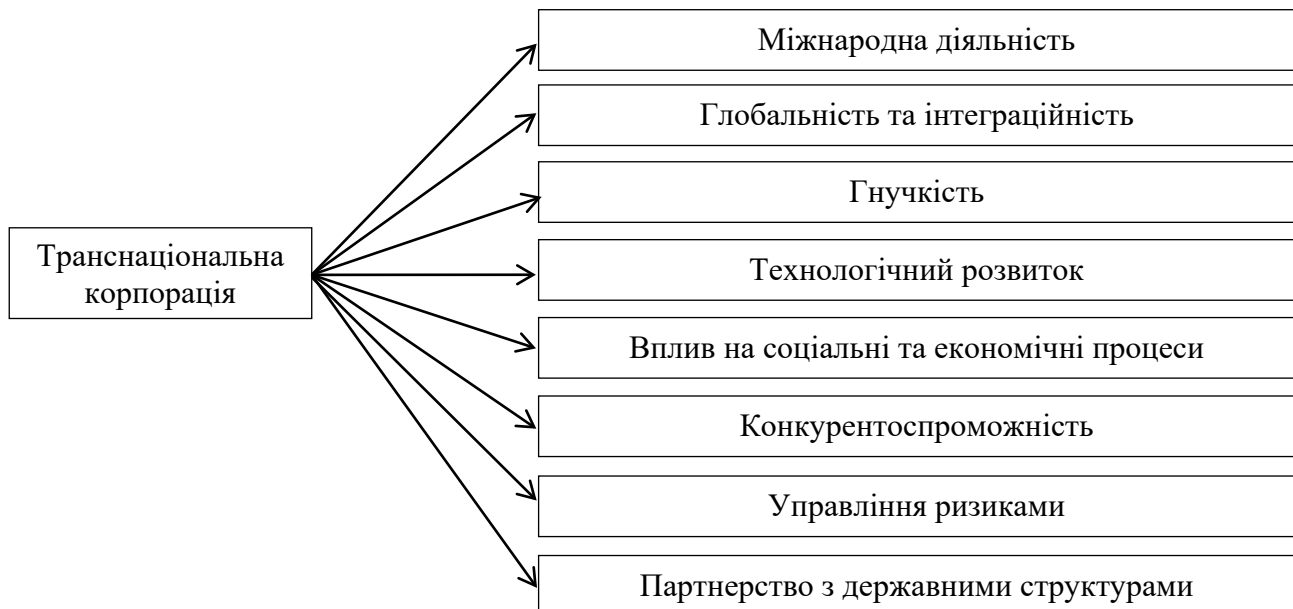 Міжнародна діяльність
Глобальність та інтеграційність
Гнучкість
Транснаціональна
корпорація
Технологічний розвиток
Вплив на соціальні та економічні процеси
Конкурентоспроможність
Управління ризиками
Партнерство з державними структурами